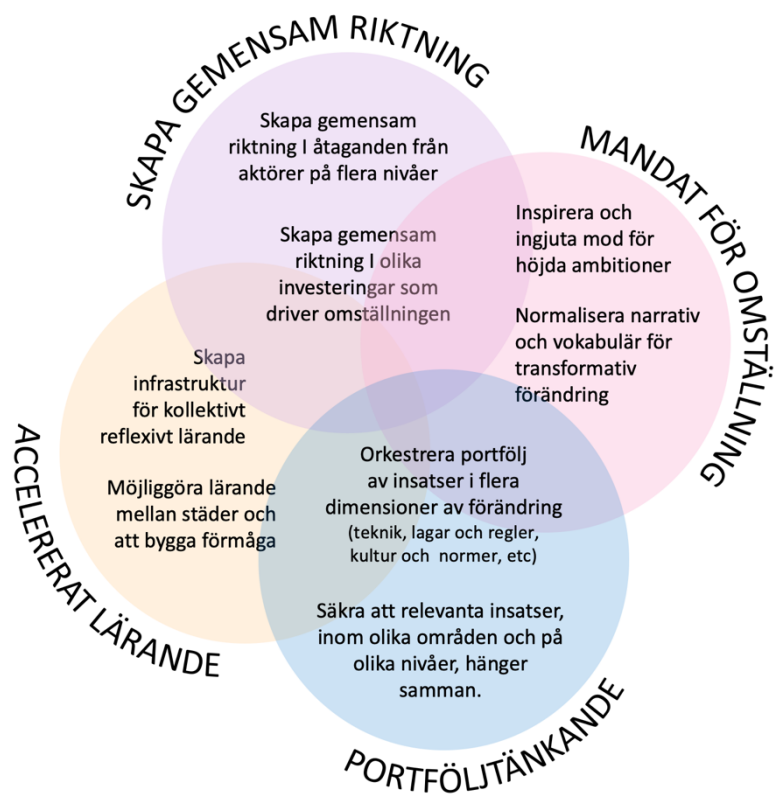 SKAPA GEMENSAM RIKTNING
Skapa gemensam
riktning I åtaganden från
aktörer på flera nivåer
Skapa gemensam
riktning I olika
investeringar som
driver omställningen
MANDAT FÖR OMSTÄLLNING
Inspirera och
ingjuta mod för
höjda ambitioner
Normalisera narrativ
och vokabulär för
transformativ
förändring
ACCELERERAT LÄRANDE
Skapa
infrastruktur
för kollektivt
reflexivt lärande
Möjliggöra lärande
mellan städer och
att bygga förmåga
Orkestrera portfölj
av insatser i flera
dimensioner av förändring
(teknik, lagar och regler,
kultur och normer, etc)
Säkra att relevanta insatser,
inom olika områden och på
olika nivåer, hänger
samman.
PORTFÖLJTÄNKANDE